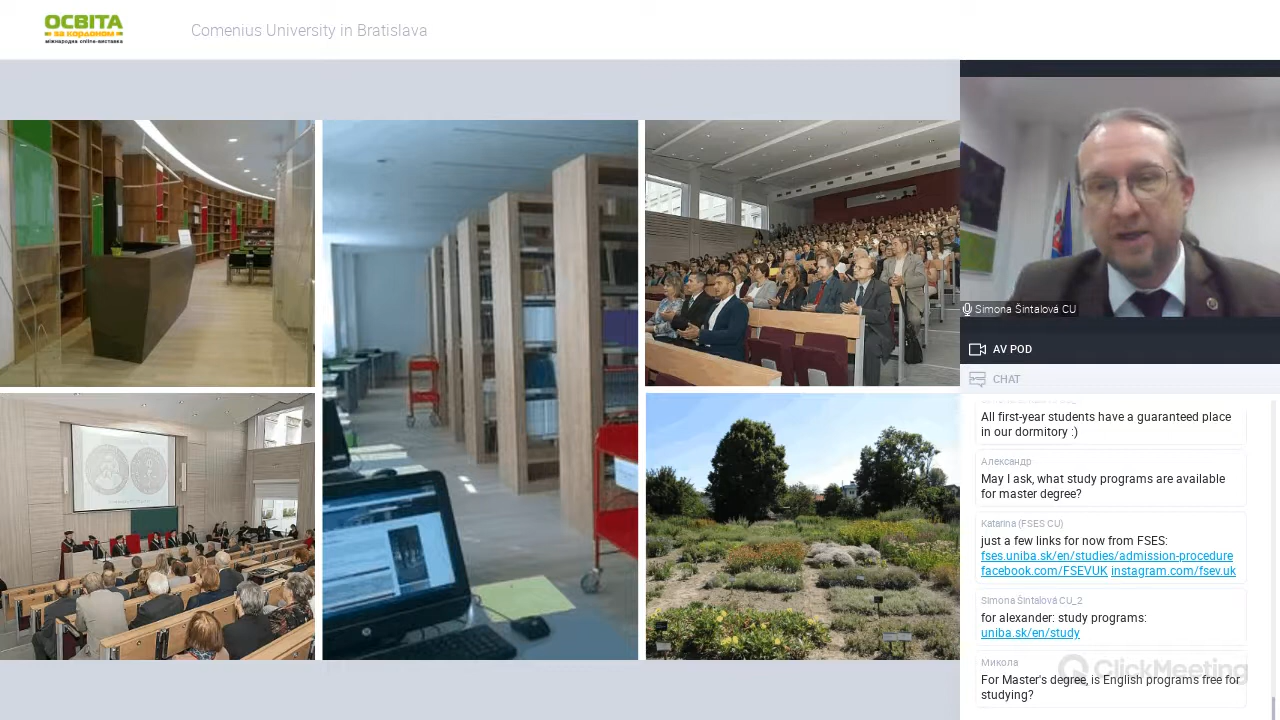 ОСВІТА
за кордоном
міжнародна online-виставка
Comenius University in Bratislava
Simona Šintalová CU
AV POD
CHAT
All first-year students have a guaranteed place
in our dormitory :)
Александр
May I ask, what study programs are available
for master degree?
Katarina (FSES CU)
just a few links for now from FSES:
fses.uniba.sk/en/studies/admission-procedure
facebook.com/FSEVUK instagram.com/fsev.uk
Simona Šintalová CU_2
for alexander: study programs:
uniba.sk/en/study
Микола
ClickMeeting
For Master's degree, is English programs free for
studying?